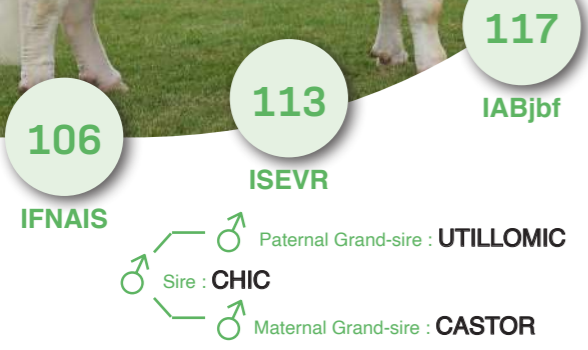 117
IABjbf
113
ISEVR
106
IFNAIS
Paternal Grand-sire : UTILLOMIC
Sire : CHIC
Maternal Grand-sire : CASTOR